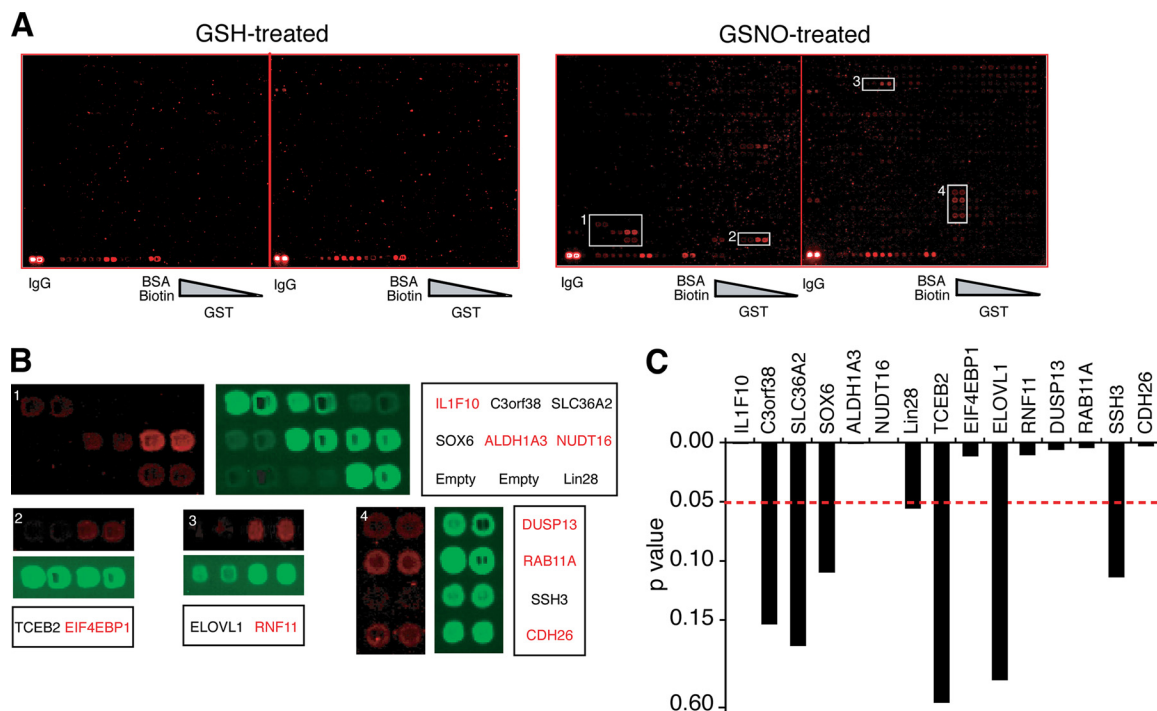 A
GSH-treated
GSNO-treated
3
4
1
2
IgG
BSA
Biotin
GST
IgG
BSA
Biotin
GST
IgG
BSA
Biotin
GST
IgG
BSA
Biotin
GST
B
1
IL1F10 C3orf38 SLC36A2
SOX6 ALDH1A3 NUDT16
Empty Empty Lin28
2
TCEB2 EIF4EBP1
3
ELOVL1 RNF11
4
DUSP13
RAB11A
SSH3
CDH26
C
IL1F10
C3orf38
SLC36A2
SOX6
ALDH1A3
NUDT16
Lin28
TCEB2
EIF4EBP1
ELOVL1
RNF11
DUSP13
RAB11A
SSH3
CDH26
0.00
0.05
0.10
0.15
0.60
p value